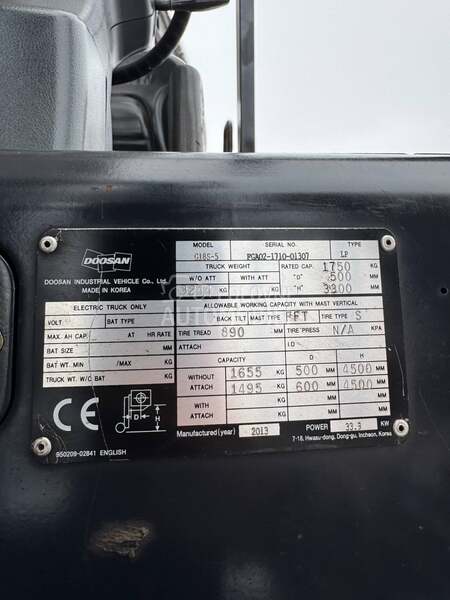 DOOSAN
DOOSAN INDUSTRIAL VEHICLE Co., Ltd.
MADE IN KOREA
MODEL SERIAL NO. TYPE
G18S-5 PGA02-1710-01307 LP
TRUCK WEIGHT RATED CAP. 1750 KG
W/O ATT WITH ATT "D" 500 MM
KG KG "H" 3300 MM
ELECTRIC TRUCK ONLY
VOLT BAT TYPE
MAX. AH CAP. AT HR RATE
BAT SIZE MM
BAT WT. MIN /MAX KG
TRUCK WT. W/O BAT KG
ALLOWABLE WORKING CAPACITY WITH MAST VERTICAL
BACK TILT MAST TYPE FT TIRE TYPE S
TIRE TREAD 890 MM TIRE PRESS N/A KPA
ATTACH I.D
CAPACITY D H
WITHOUT ATTACH 1655 KG 500 MM 4500 MM
1495 KG 600 MM 4500 MM
WITH ATTACH KG MM MM
KG MM MM
CE
D H
Manufactured (year) 2013 POWER 33.3 KW
7-18, Hwasu-dong, Dong-gu, Incheon, Korea
950209-02841 ENGLISH